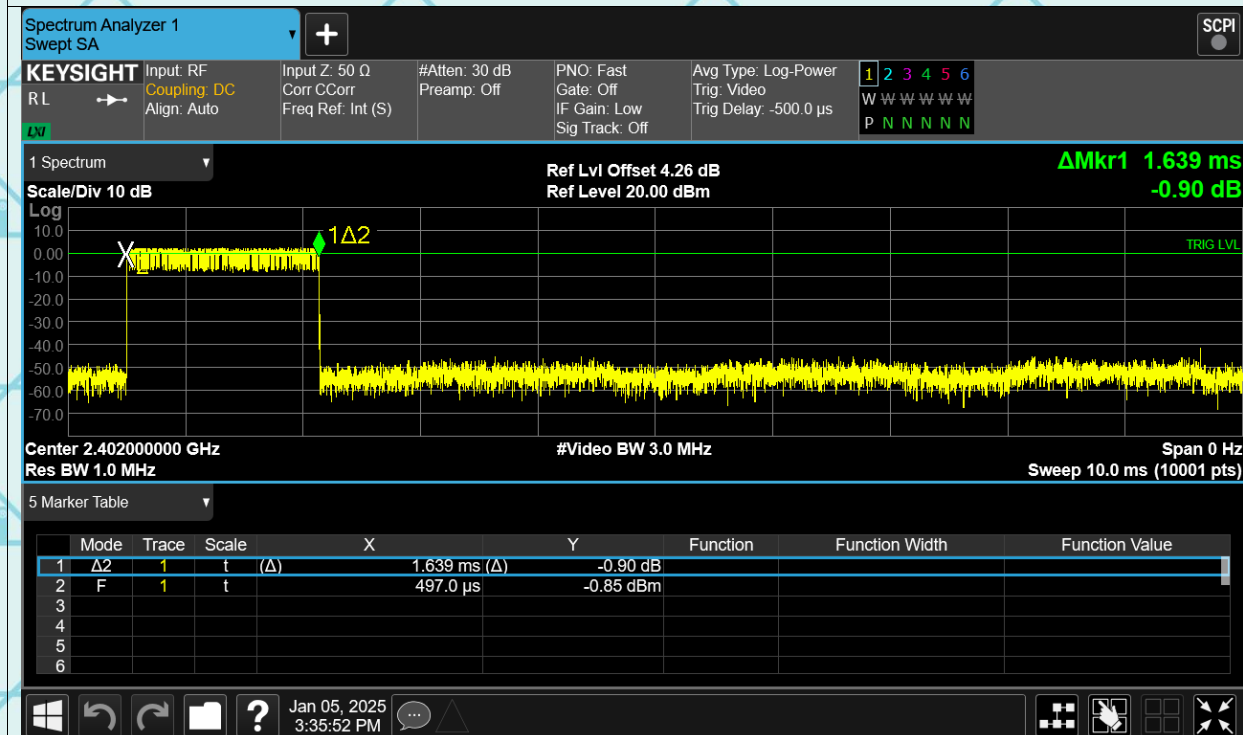 Spectrum Analyzer 1
Swept SA
+
SCPI
KEYSIGHT Input: RF Input Z: 50 Ω #Atten: 30 dB PNO: Fast Avg Type: Log-Power 1 2 3 4 5 6
RL Coupling: DC Corr CCorr Preamp: Off Gate: Off Trig: Video W W W W W W
Align: Auto Freq Ref: Int (S) IF Gain: Low Trig Delay: -500.0 µs P N N N N N
LXI Sig Track: Off
1 Spectrum Ref Lvl Offset 4.26 dB ΔMkr1 1.639 ms
Scale/Div 10 dB Ref Level 20.00 dBm -0.90 dB
Log
10.0 1Δ2
0.00 X TRIG LVL
-10.0
-20.0
-30.0
-40.0
-50.0
-60.0
-70.0
Center 2.402000000 GHz #Video BW 3.0 MHz Span 0 Hz
Res BW 1.0 MHz Sweep 10.0 ms (10001 pts)
5 Marker Table
Mode Trace Scale X Y Function Function Width Function Value
1 Δ2 1 t (Δ) 1.639 ms (Δ) -0.90 dB
2 F 1 t 497.0 µs -0.85 dBm
3
4
5
6
? Jan 05, 2025
3:35:52 PM